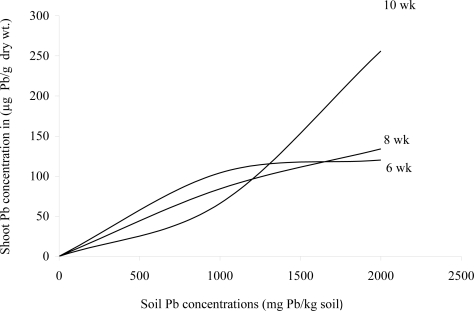 10 wk
300
250
200
150
100
50
0
8 wk
6 wk
0 500 1000 1500 2000 2500
Shoot Pb concentration in (µg Pb/g dry wt.)
Soil Pb concentrations (mg Pb/kg soil)